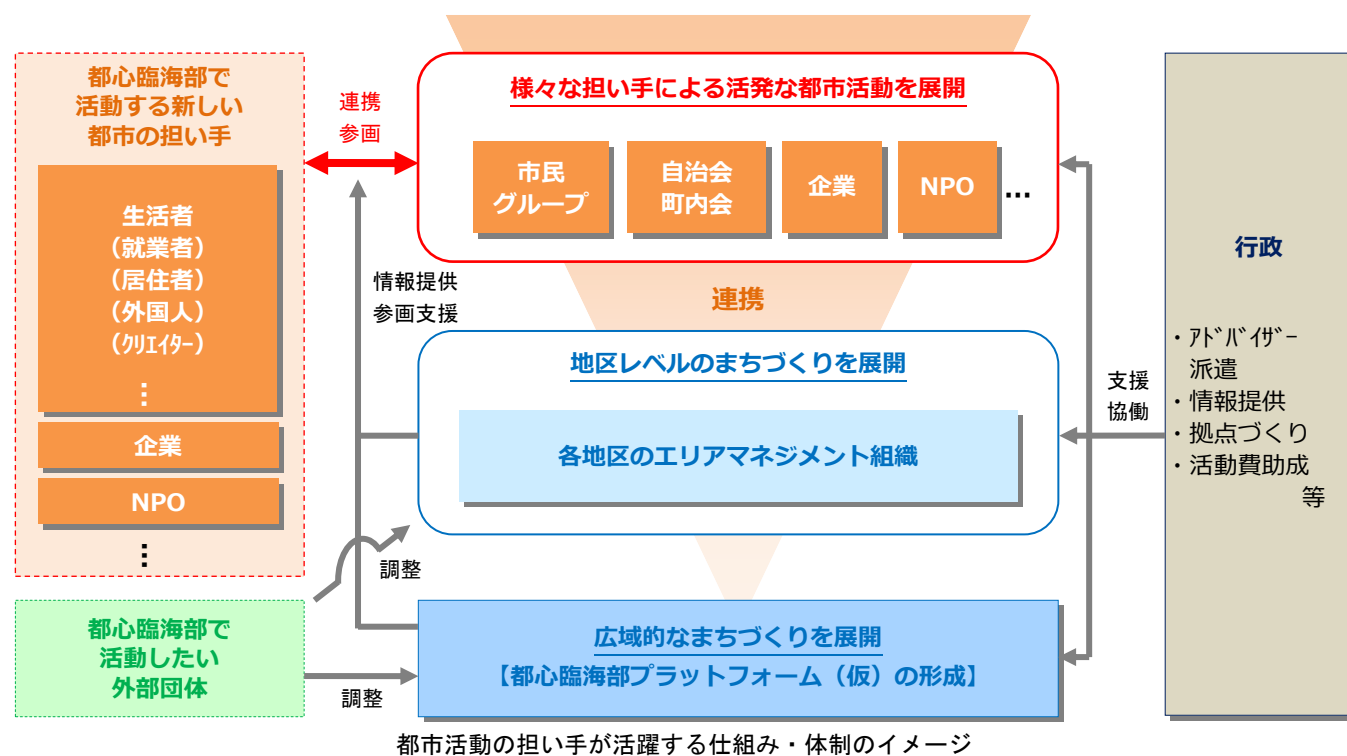 都心臨海部で
活動する新しい
都市の担い手
生活者
（就業者）
（居住者）
（外国人）
（ｸﾘｴｲﾀｰ）
…
企業
NPO
…
連携
参画
様々な担い手による活発な都市活動を展開
市民
グループ
自治会
町内会
企業
NPO
…
情報提供
参画支援
連携
地区レベルのまちづくりを展開
各地区のエリアマネジメント組織
調整
都心臨海部で
活動したい
外部団体
調整
広域的なまちづくりを展開
【都心臨海部プラットフォーム（仮）の形成】
支援
協働
行政
・ｱﾄﾞﾊﾞｲｻﾞｰ
派遣
・情報提供
・拠点づくり
・活動費助成
等
都市活動の担い手が活躍する仕組み・体制のイメージ